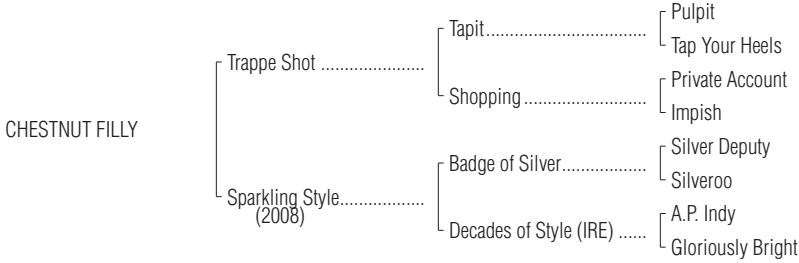 Pulpit
Tapit...................................
Tap Your Heels
Trappe Shot ......................
Private Account
Shopping..........................
Impish
CHESTNUT FILLY
Silver Deputy
Badge of Silver..................
Silveroo
Sparkling Style..................
(2008)
A.P. Indy
Decades of Style (IRE) ......
Gloriously Bright